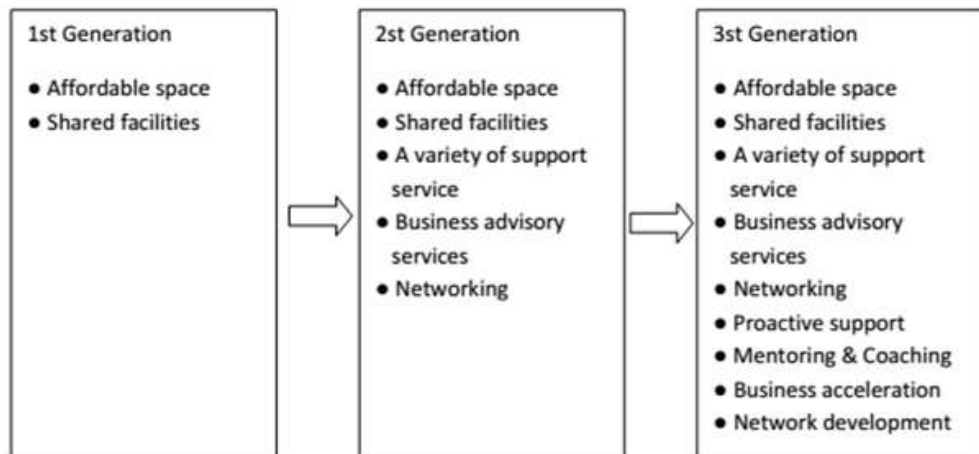 1st Generation
● Affordable space
● Shared facilities
2st Generation
● Affordable space
● Shared facilities
● A variety of support
service
● Business advisory
services
● Networking
3st Generation
● Affordable space
● Shared facilities
● A variety of support
service
● Business advisory
services
● Networking
● Proactive support
● Mentoring & Coaching
● Business acceleration
● Network development